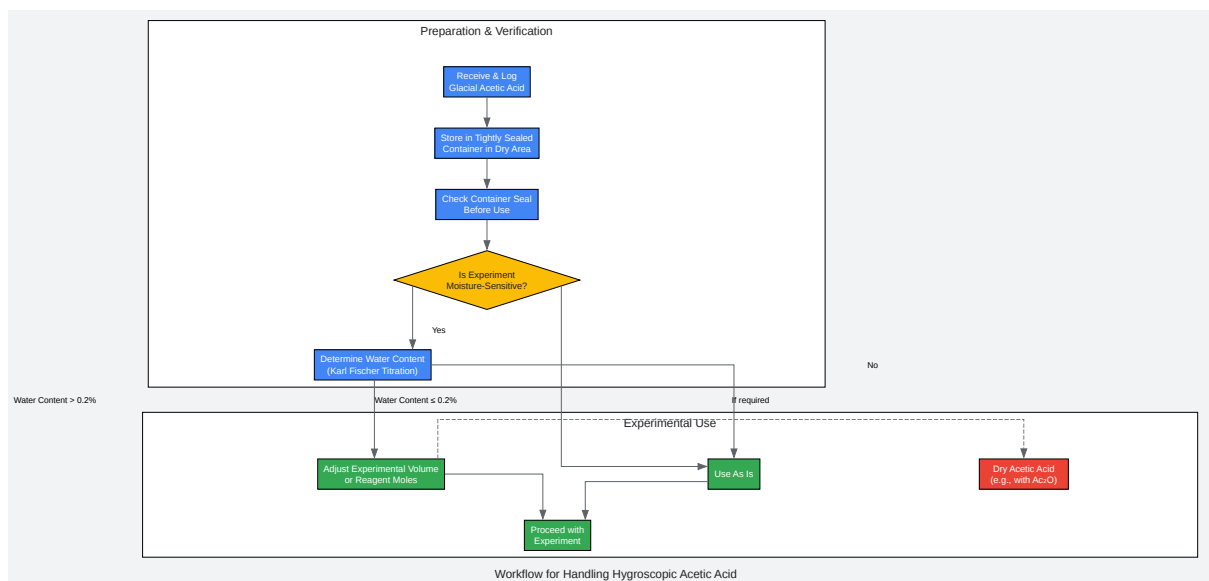 Preparation & Verification
Receive & Log
Glacial Acetic Acid
Store in Tightly Sealed
Container in Dry Area
Check Container Seal
Before Use
Is Experiment
Moisture-Sensitive?
Yes
Determine Water Content
(Karl Fischer Titration)
No
Water Content > 0.2%
Water Content ≤ 0.2%
If required
Experimental Use
Adjust Experimental Volume
or Reagent Moles
Use As Is
Dry Acetic Acid
(e.g., with Ac₂O)
Proceed with
Experiment
Workflow for Handling Hygroscopic Acetic Acid